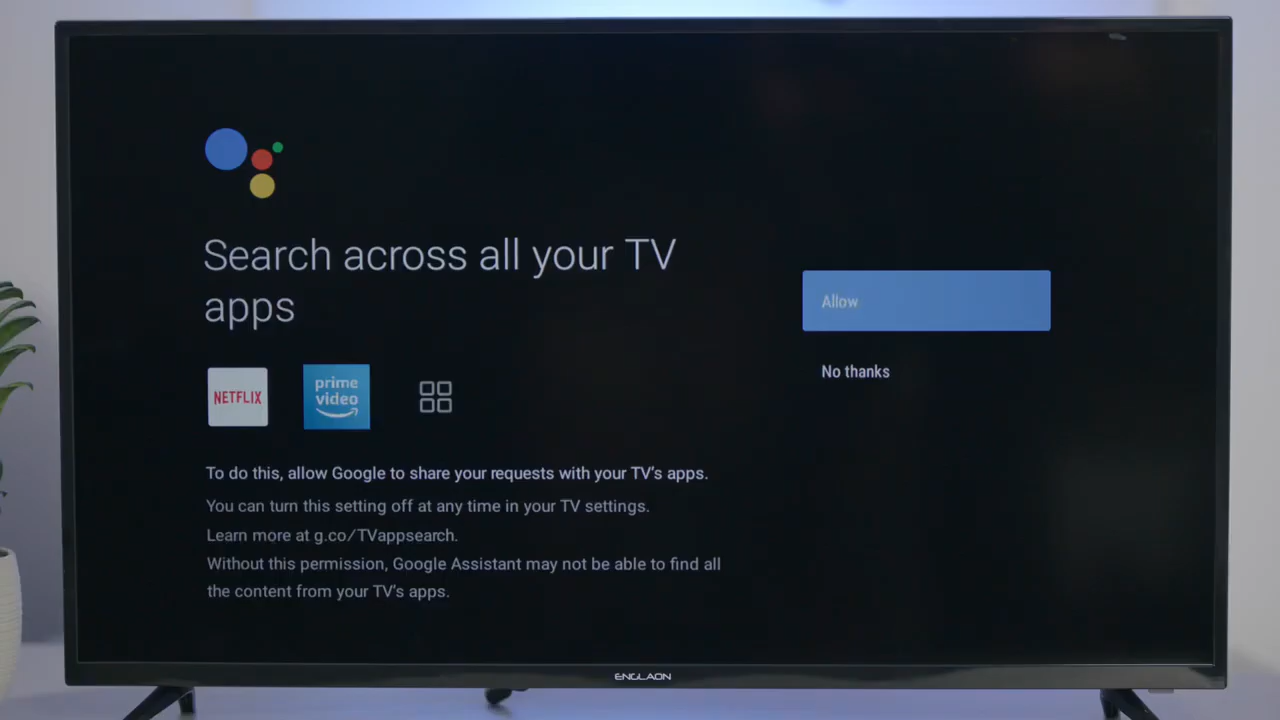 Search across all your TV
apps
Allow
NETFLIX
prime
video
No thanks
To do this, allow Google to share your requests with your TV's apps.
You can turn this setting off at any time in your TV settings.
Learn more at g.co/TVappsearch.
Without this permission, Google Assistant may not be able to find all
the content from your TV's apps.
ENGLAON